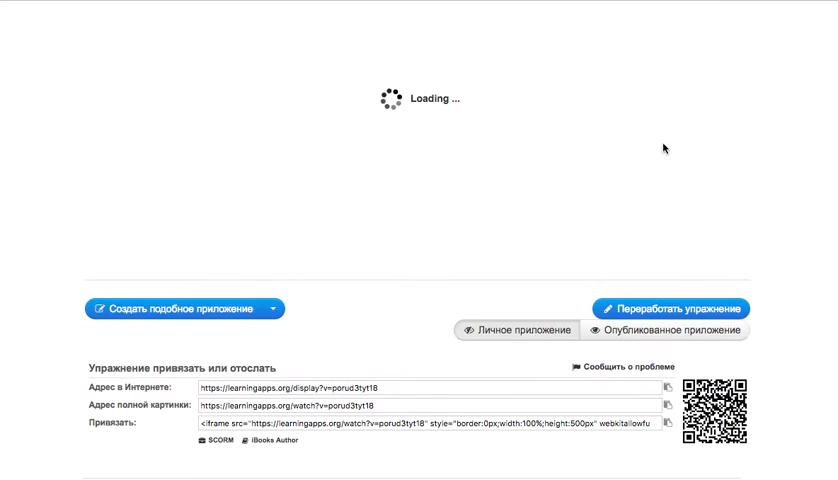 Loading ...
Создать подобное приложение
Переработать упражнение
Личное приложение
Опубликованное приложение
Упражнение привязать или отослать
Сообщить о проблеме
Адрес в Интернете:
https://learningapps.org/display?v=porud3tyt18
Адрес полной картинки:
https://learningapps.org/watch?v=porud3tyt18
Привязать:
<iframe src="https://learningapps.org/watch?v=porud3tyt18" style="border:0px;width:100%;height:500px" webkitallowfu
SCORM
iBooks Author